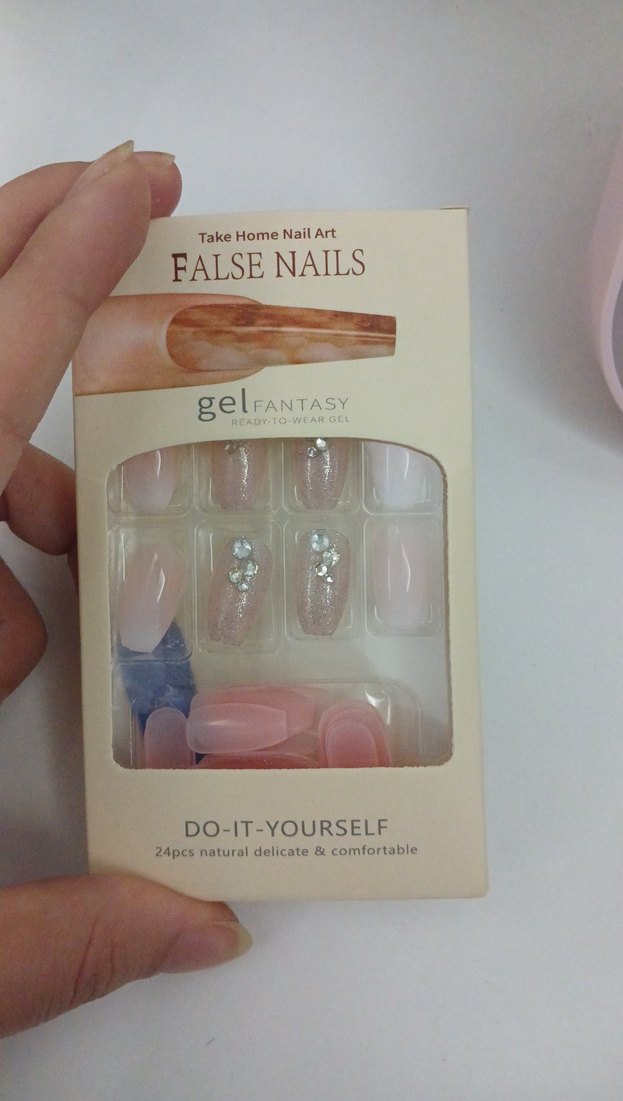 Take Home Nail Art
FALSE NAILS
gel FANTASY
READY-TO-WEAR GEL
DO-IT-YOURSELF
24pcs natural delicate & comfortable